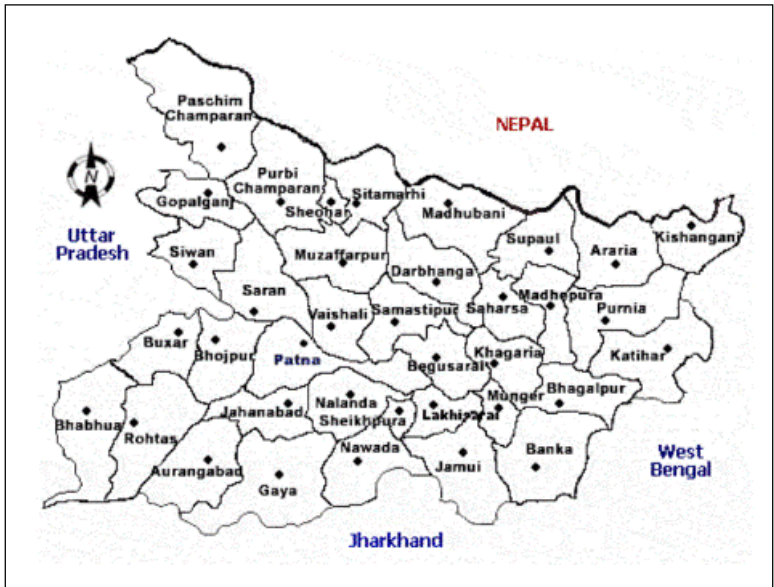 Paschim
Champaran
NEPAL
N
Purbi
Champaran
Gopalganj
Sheohar
Sitamarhi
Madhubani
Uttar
Pradesh
Siwan
Muzaffarpur
Darbhanga
Supaul
Araria
Kishanganj
Saran
Vaishali
Samastipur
Saharsa
Madhepura
Purnia
Buxar
Bhojpur
Patna
Begusarai
Khagaria
Katihar
Bhabhua
Rohtas
Jahanabad
Nalanda
Sheikhpura
Lakhisarai
Munger
Bhagalpur
Aurangabad
Gaya
Nawada
Jamui
Banka
West
Bengal
Jharkhand